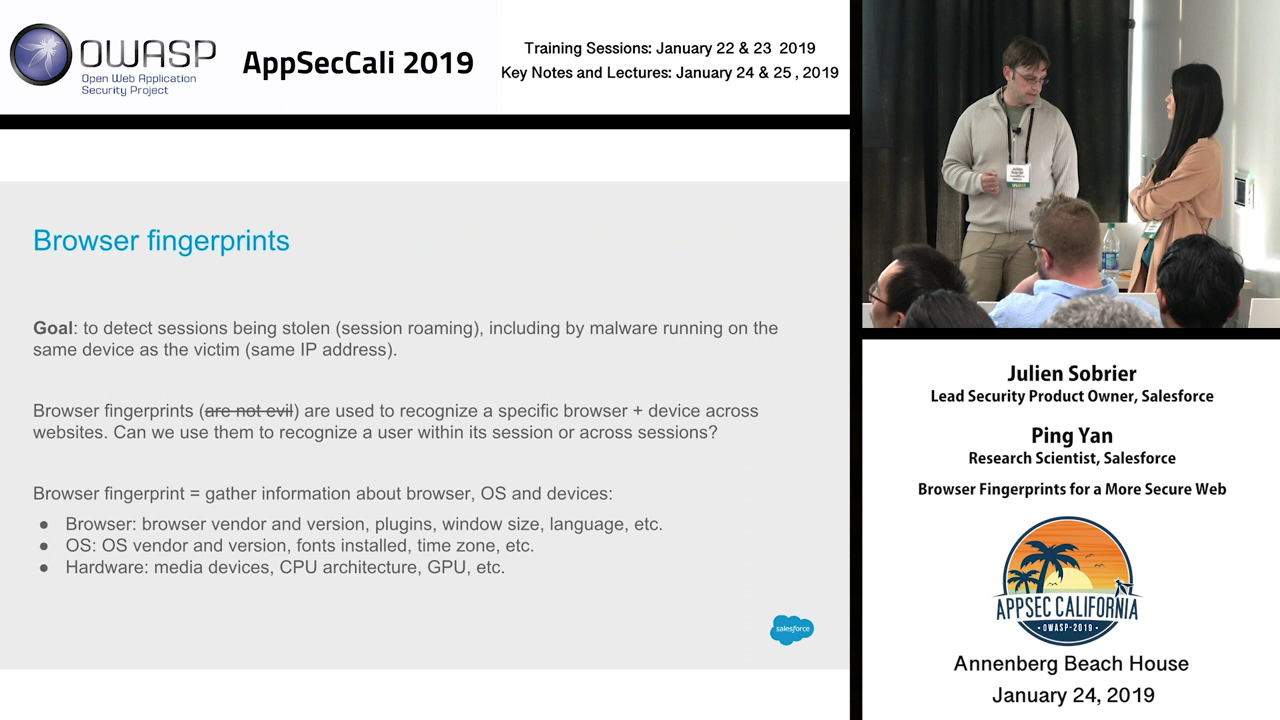 OWASP
Open Web Application
Security Project
AppSecCali 2019
Training Sessions: January 22 & 23 2019
Key Notes and Lectures: January 24 & 25 , 2019
Browser fingerprints
Goal: to detect sessions being stolen (session roaming), including by malware running on the
same device as the victim (same IP address).
Browser fingerprints (are not evil) are used to recognize a specific browser + device across
websites. Can we use them to recognize a user within its session or across sessions?
Browser fingerprint = gather information about browser, OS and devices:
● Browser: browser vendor and version, plugins, window size, language, etc.
● OS: OS vendor and version, fonts installed, time zone, etc.
● Hardware: media devices, CPU architecture, GPU, etc.
salesforce
Julien Sobrier
Lead Security Product Owner, Salesforce
Ping Yan
Research Scientist, Salesforce
Browser Fingerprints for a More Secure Web
APPSEC CALIFORNIA
• OWASP-2019 •
Annenberg Beach House
January 24, 2019